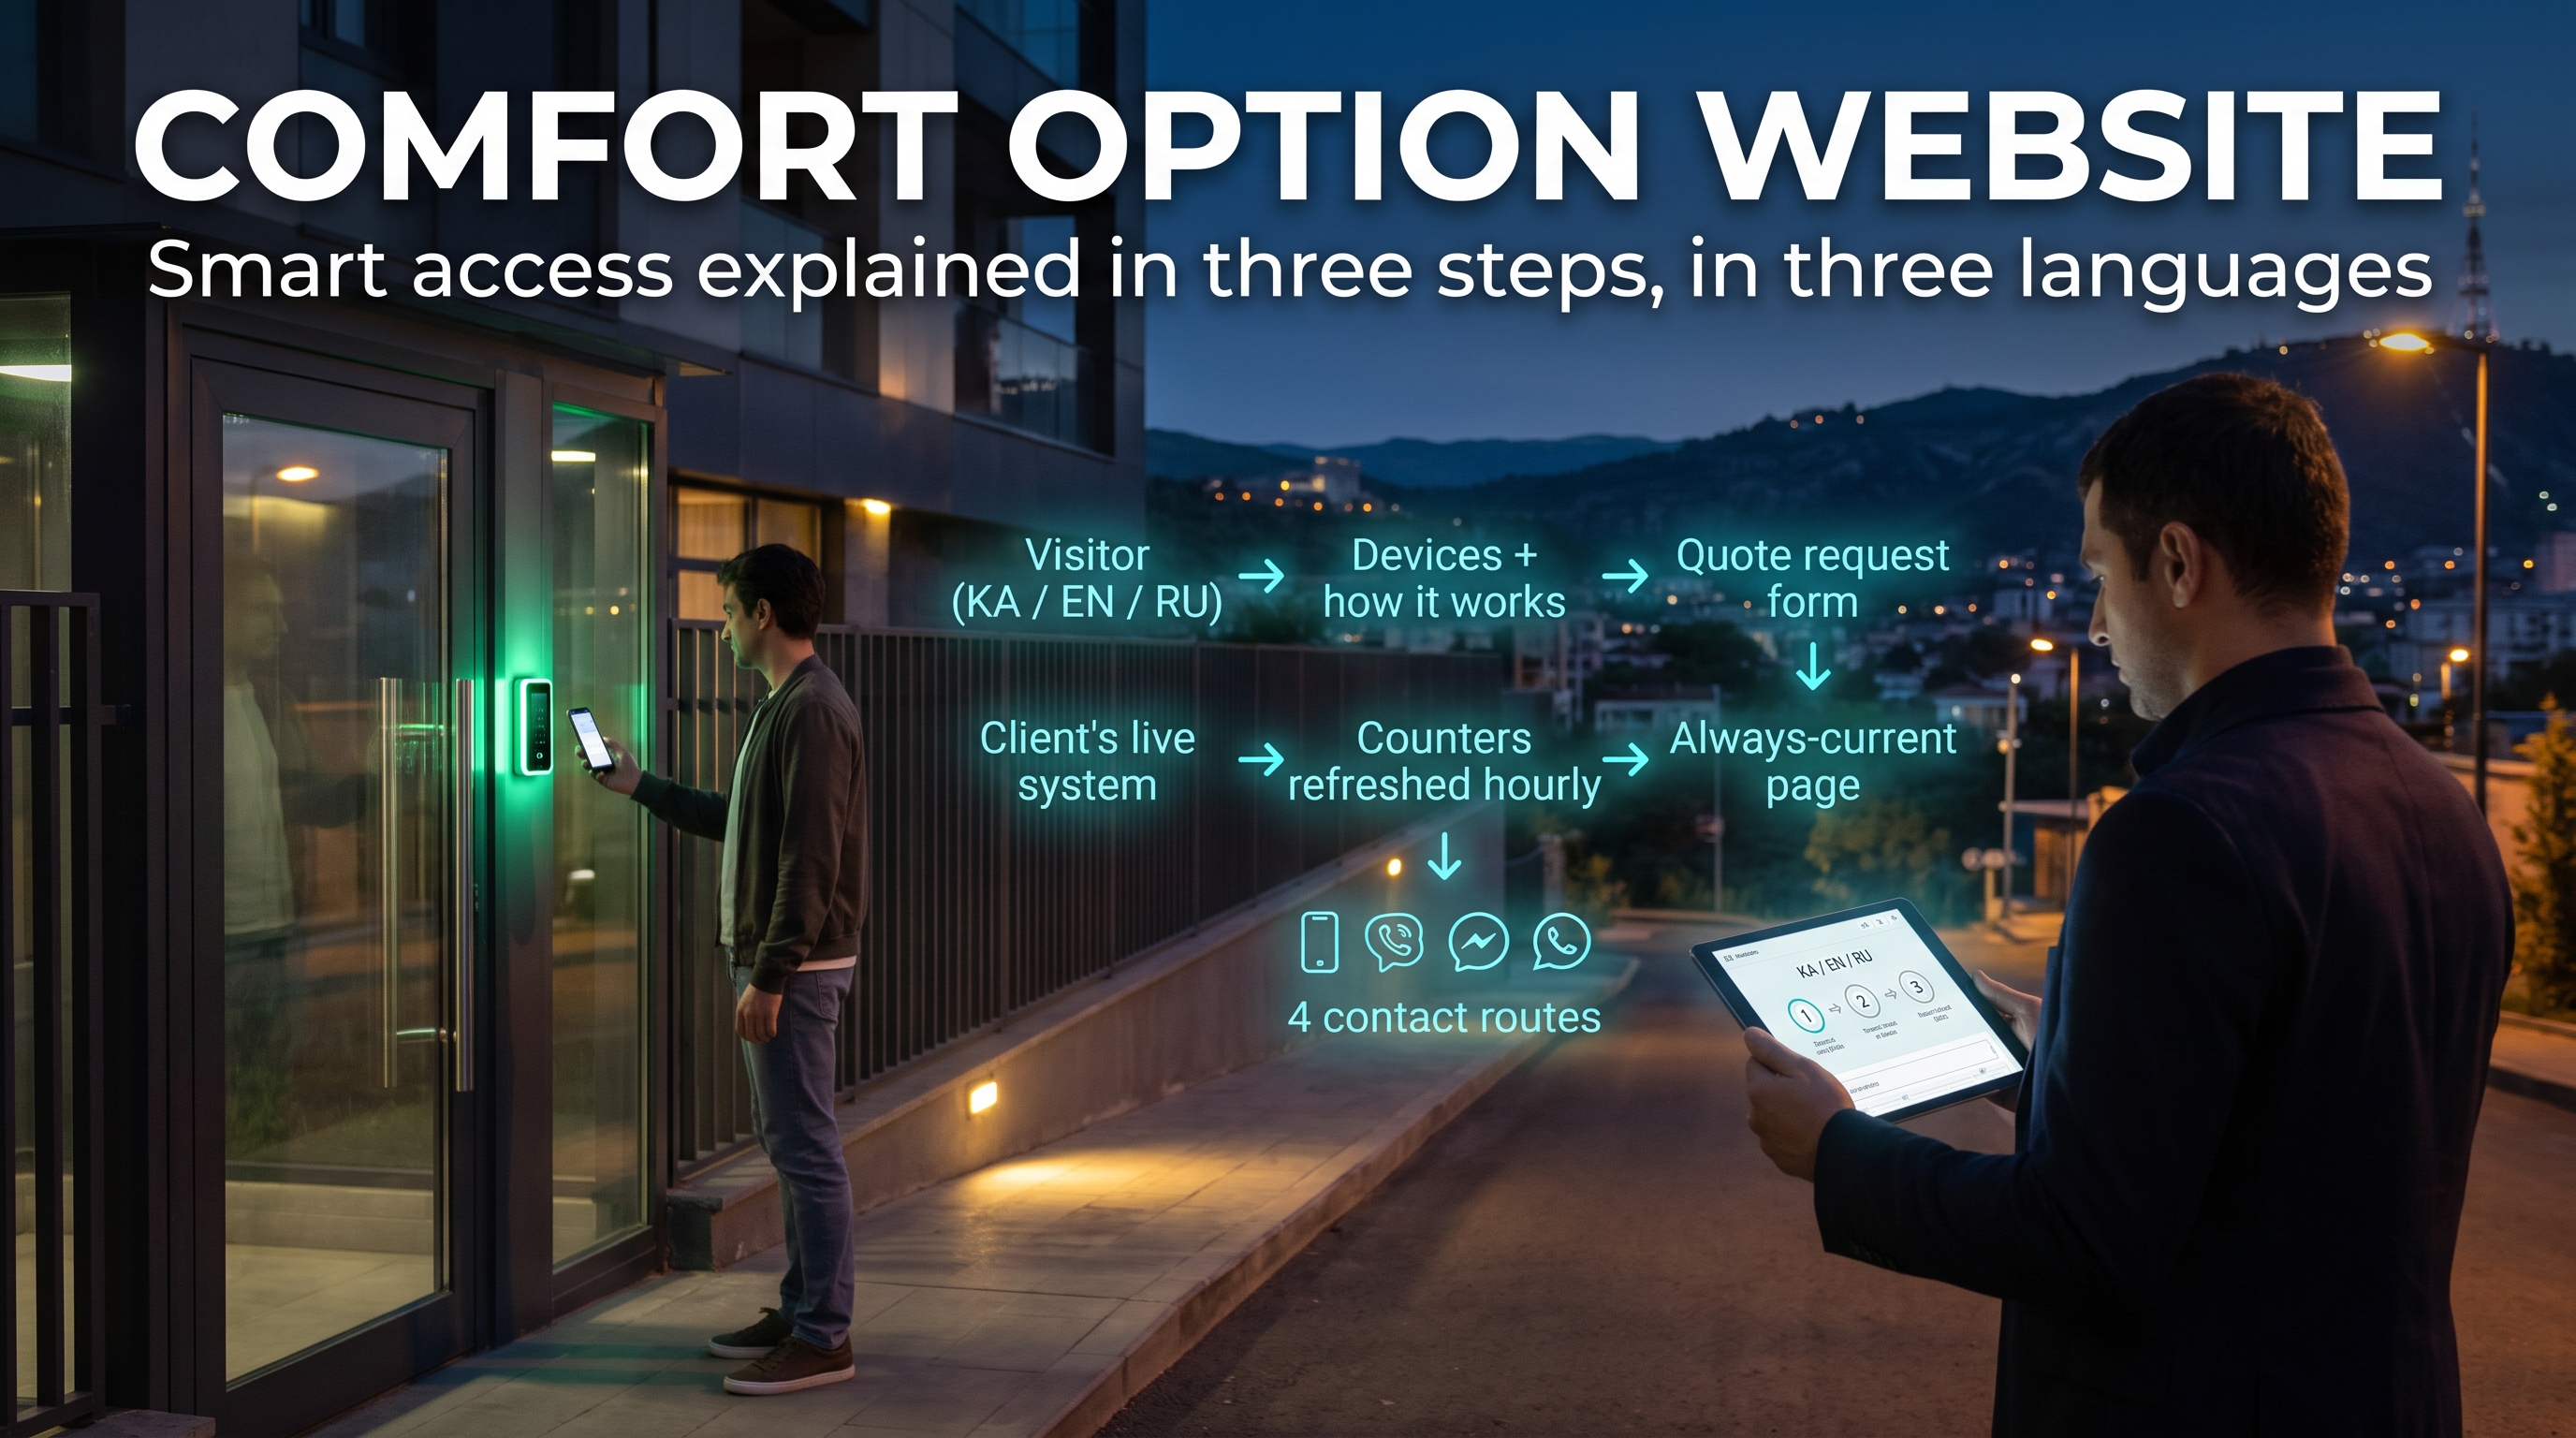 COMFORT OPTION WEBSITE
Smart access explained in three steps, in three languages
Visitor
(KA / EN / RU)
Devices +
how it works
Quote request
form
Client's live
system
Counters
refreshed hourly
Always-current
page
4 contact routes
KA / EN / RU
1
2
3